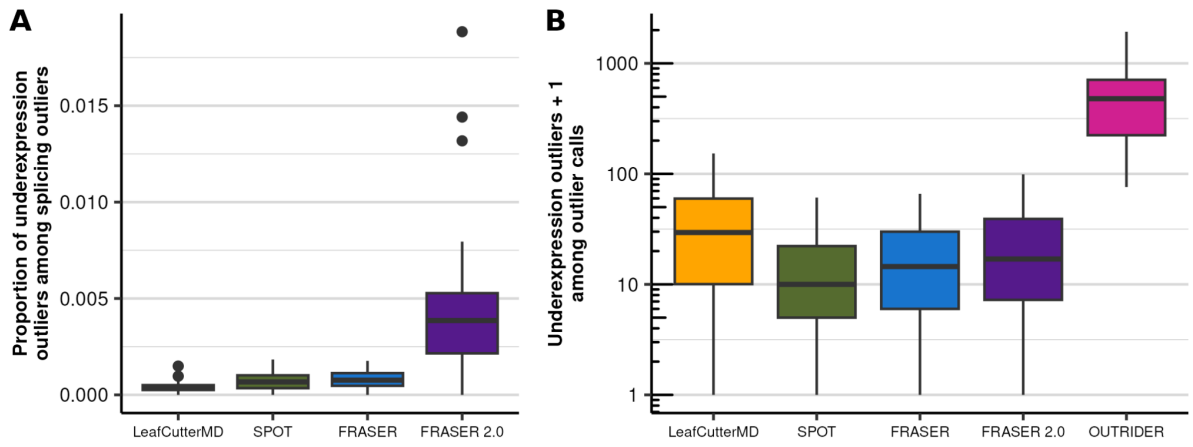 A
Proportion of underexpression
outliers among splicing outliers
0.015
0.010
0.005
0.000
LeafCutterMD SPOT FRASER FRASER 2.0
B
Underexpression outliers + 1
among outlier calls
1000
100
10
1
LeafCutterMD SPOT FRASER FRASER 2.0 OUTRIDER